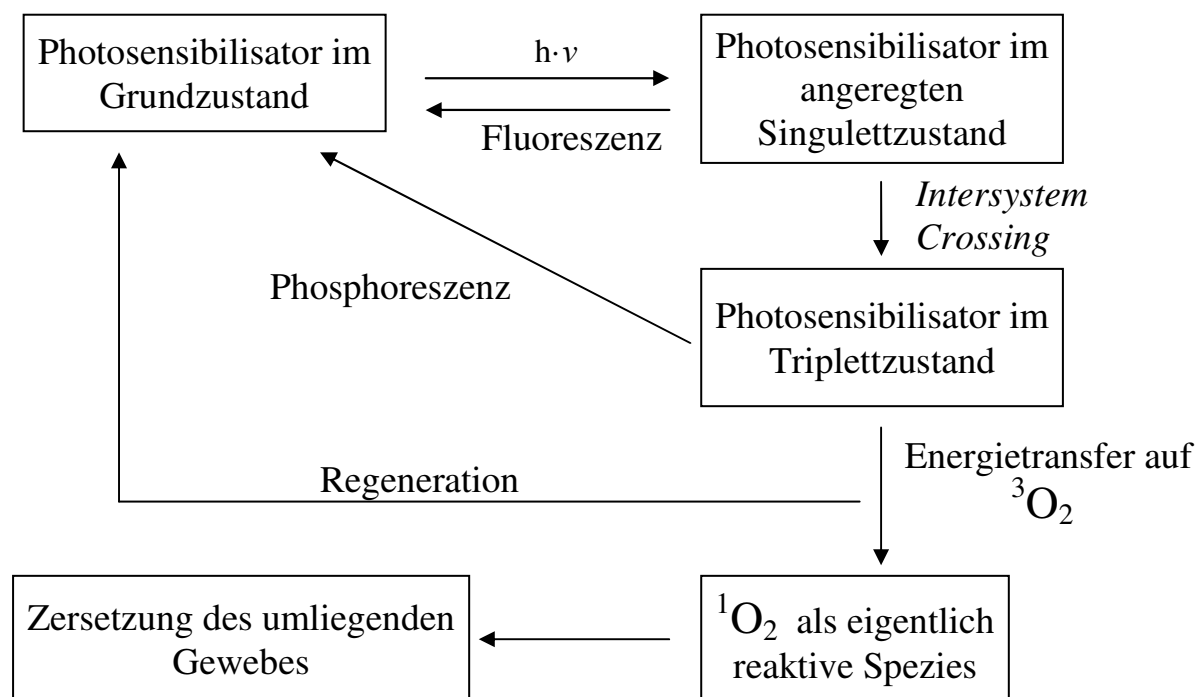 Photosensibilisator im
Grundzustand
h·ν
Fluoreszenz
Photosensibilisator im
angeregten
Singulettzustand
Intersystem
Crossing
Phosphoreszenz
Photosensibilisator im
Triplettzustand
Energietransfer auf
³O₂
Regeneration
Zersetzung des umliegenden
Gewebes
¹O₂ als eigentlich
reaktive Spezies